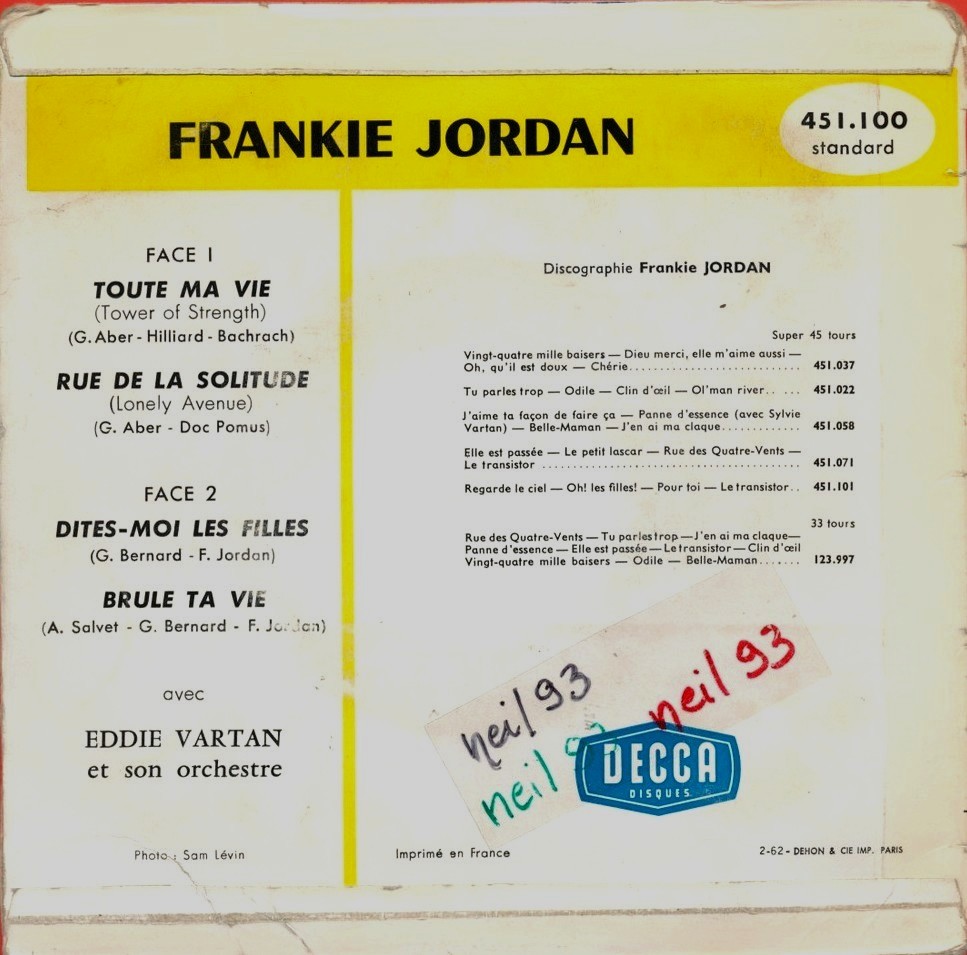 FRANKIE JORDAN
451.100
standard
FACE 1
TOUTE MA VIE
(Tower of Strength)
(G. Aber - Hilliard - Bachrach)
RUE DE LA SOLITUDE
(Lonely Avenue)
(G. Aber - Doc Pomus)
FACE 2
DITES-MOI LES FILLES
(G. Bernard - F. Jordan)
BRULE TA VIE
(A. Salvet - G. Bernard - F. Jordan)
avec
EDDIE VARTAN
et son orchestre
Photo : Sam Lévin
Discographie Frankie JORDAN
Super 45 tours
Vingt-quatre mille baisers — Dieu merci, elle m'aime aussi —
Oh, qu'il est doux — Chérie........................... 451.037
Tu parles trop — Odile — Clin d'œil — Ol'man river.. ... 451.022
J'aime ta façon de faire ça — Panne d'essence (avec Sylvie
Vartan) — Belle-Maman — J'en ai ma claque............ 451.058
Elle est passée — Le petit lascar — Rue des Quatre-Vents —
Le transistor ........................................ 451.071
Regarde le ciel — Oh! les filles! — Pour toi — Le transistor.. 451.101
33 tours
Rue des Quatre-Vents — Tu parles trop — J'en ai ma claque —
Panne d'essence — Elle est passée — Le transistor — Clin d'œil
Vingt-quatre mille baisers — Odile — Belle-Maman....... 123.997
neil 93
neil 93
neil 93
DECCA
DISQUES
Imprimé en France
2-62 - DEHON & CIE IMP. PARIS